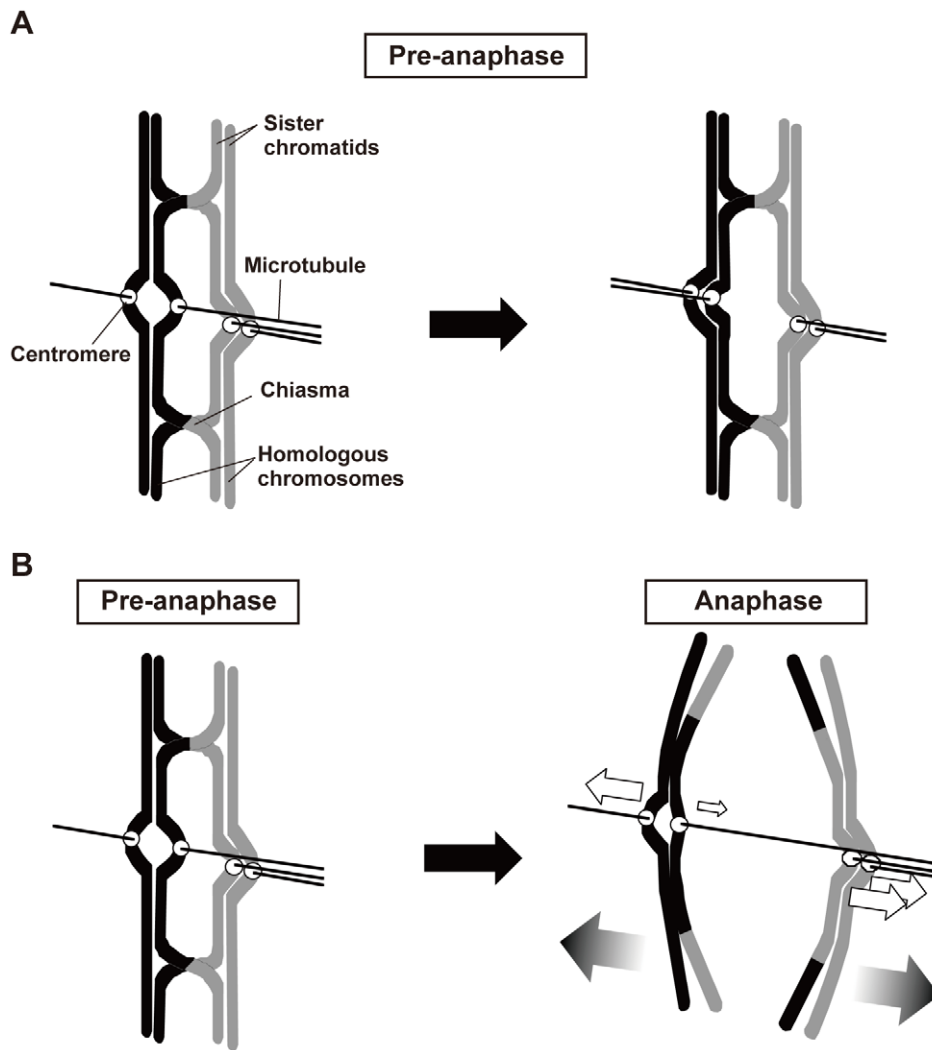 A
Pre-anaphase
Sister
chromatids
Microtubule
Centromere
Chiasma
Homologous
chromosomes
B
Pre-anaphase
Anaphase